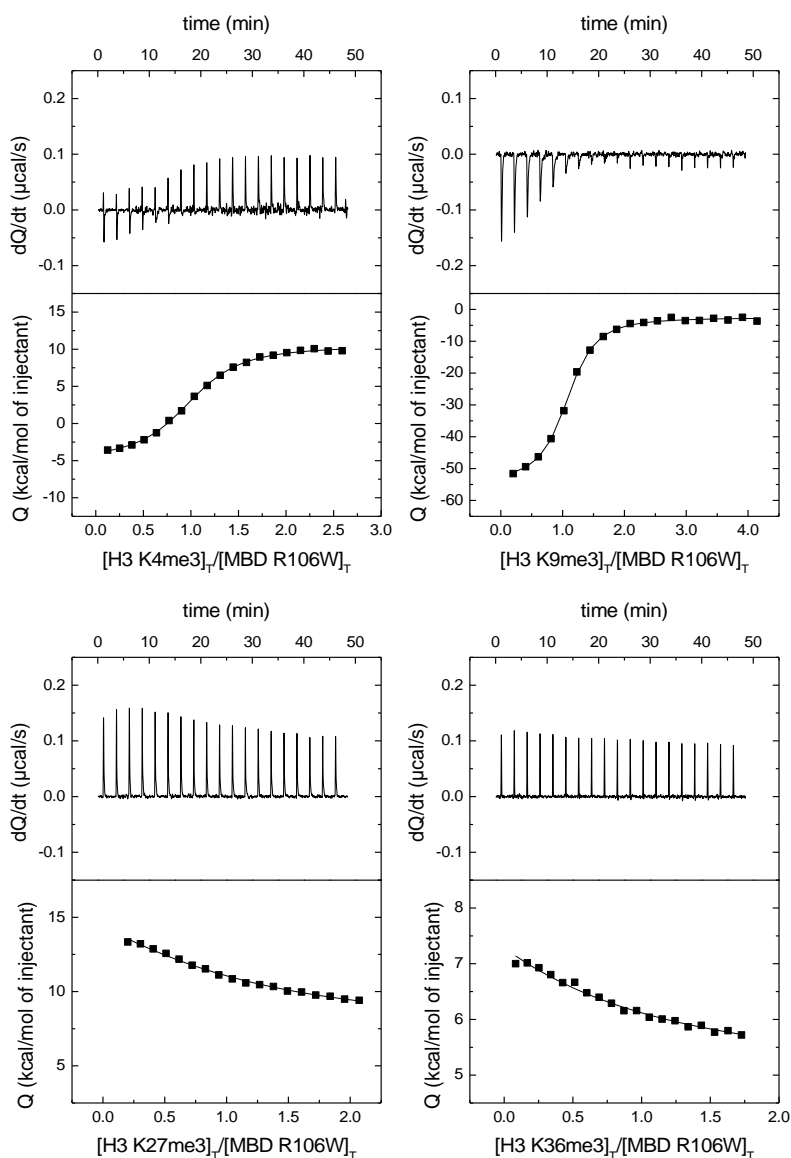 time (min)
0 10 20 30 40 50
0.2
0.1
0.0
-0.1
dQ/dt (µcal/s)
15
10
5
0
-5
-10
Q (kcal/mol of injectant)
0.0 0.5 1.0 1.5 2.0 2.5 3.0
[H3 K4me3]T/[MBD R106W]T
time (min)
0 10 20 30 40 50
0.1
0.0
-0.1
-0.2
dQ/dt (µcal/s)
0
-10
-20
-30
-40
-50
-60
Q (kcal/mol of injectant)
0.0 1.0 2.0 3.0 4.0
[H3 K9me3]T/[MBD R106W]T
time (min)
0 10 20 30 40 50
0.2
0.1
0.0
-0.1
dQ/dt (µcal/s)
15
10
5
Q (kcal/mol of injectant)
0.0 0.5 1.0 1.5 2.0
[H3 K27me3]T/[MBD R106W]T
time (min)
0 10 20 30 40 50
0.2
0.1
0.0
-0.1
dQ/dt (µcal/s)
8
7
6
5
Q (kcal/mol of injectant)
0.0 0.5 1.0 1.5 2.0
[H3 K36me3]T/[MBD R106W]T